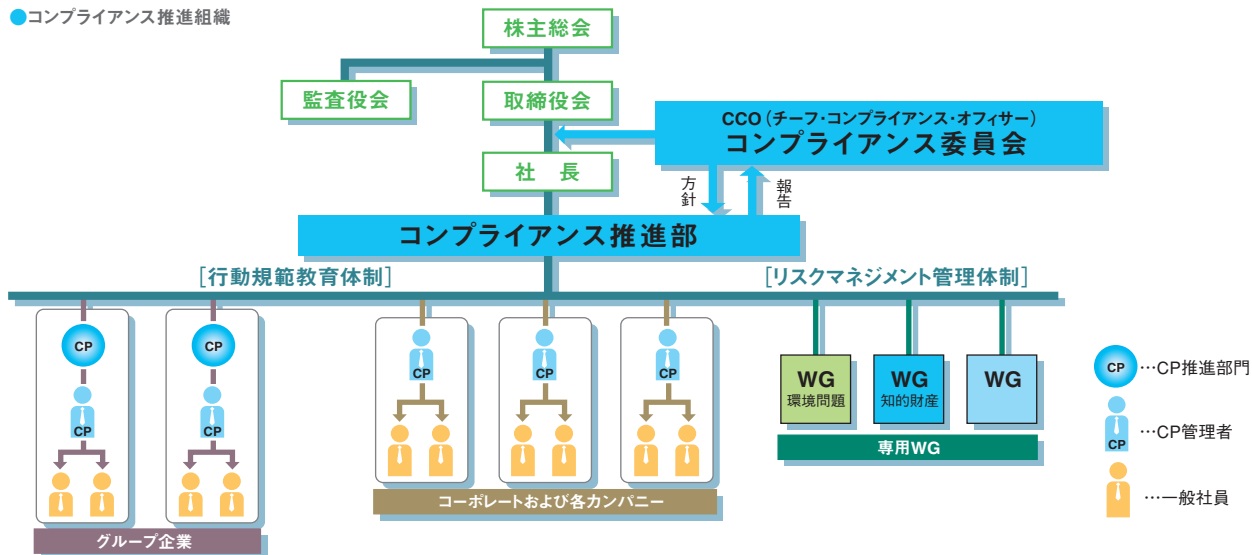 ●コンプライアンス推進組織
株主総会
監査役会
取締役会
CCO（チーフ・コンプライアンス・オフィサー）
コンプライアンス委員会
社　長
方針
報告
コンプライアンス推進部
［行動規範教育体制］
［リスクマネジメント管理体制］
CP
CP
CP
CP
CP
CP
CP
WG
環境問題
WG
知的財産
WG
専用WG
コーポレートおよび各カンパニー
グループ企業
CP
…CP推進部門
CP
…CP管理者
…一般社員